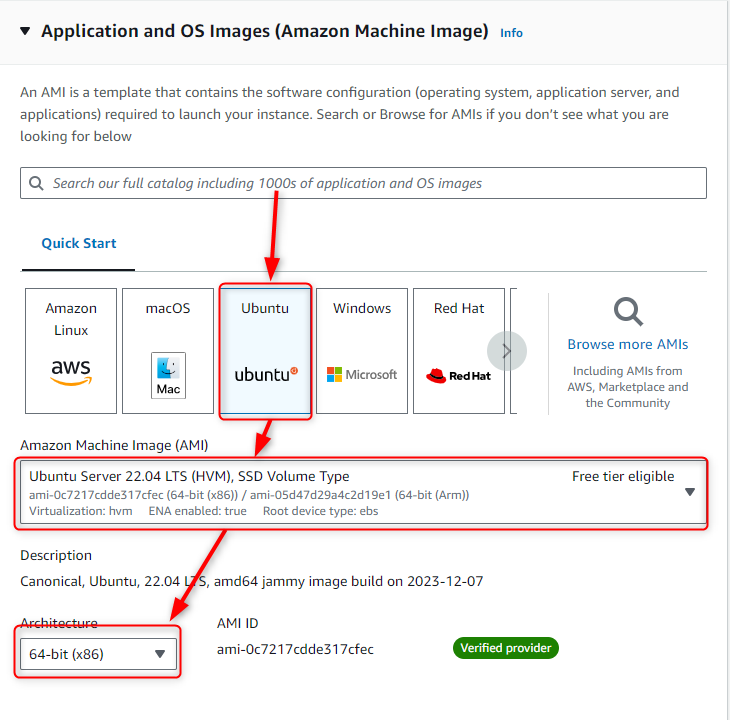 Application and OS Images (Amazon Machine Image) Info
An AMI is a template that contains the software configuration (operating system, application server, and
applications) required to launch your instance. Search or Browse for AMIs if you don't see what you are
looking for below
Search our full catalog including 1000s of application and OS images
Quick Start
Amazon
Linux
aws
macOS
Mac
Ubuntu
ubuntu
Windows
Microsoft
Red Hat
Red Hat
Browse more AMIs
Including AMIs from
AWS, Marketplace and
the Community
Amazon Machine Image (AMI)
Ubuntu Server 22.04 LTS (HVM), SSD Volume Type Free tier eligible
ami-0c7217cdde317cfec (64-bit (x86)) / ami-05d47d29a4c2d19e1 (64-bit (Arm))
Virtualization: hvm ENA enabled: true Root device type: ebs
Description
Canonical, Ubuntu, 22.04 LTS, amd64 jammy image build on 2023-12-07
Architecture
64-bit (x86)
AMI ID
ami-0c7217cdde317cfec
Verified provider